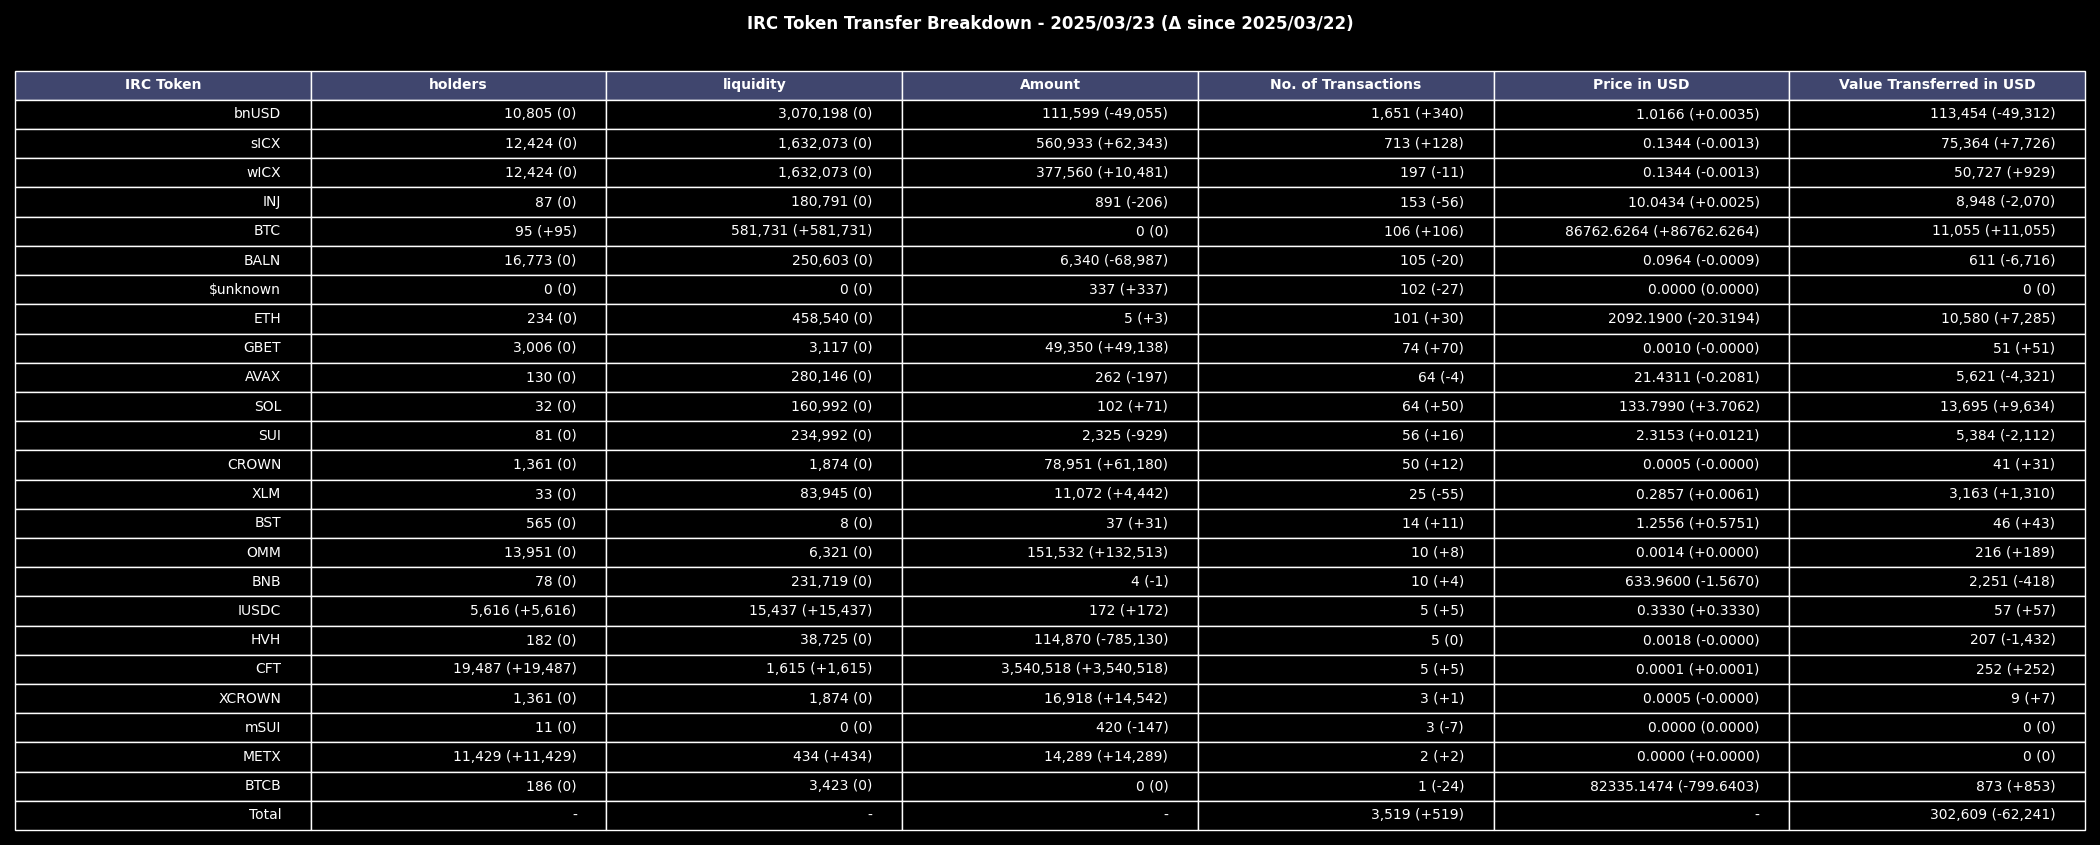 IRC Token Transfer Breakdown - 2025/03/23 (Δ since 2025/03/22)
IRC Token holders liquidity Amount No. of Transactions Price in USD Value Transferred in USD
bnUSD 10,805 (0) 3,070,198 (0) 111,599 (-49,055) 1,651 (+340) 1.0166 (+0.0035) 113,454 (-49,312)
sICX 12,424 (0) 1,632,073 (0) 560,933 (+62,343) 713 (+128) 0.1344 (-0.0013) 75,364 (+7,726)
wICX 12,424 (0) 1,632,073 (0) 377,560 (+10,481) 197 (-11) 0.1344 (-0.0013) 50,727 (+929)
INJ 87 (0) 180,791 (0) 891 (-206) 153 (-56) 10.0434 (+0.0025) 8,948 (-2,070)
BTC 95 (+95) 581,731 (+581,731) 0 (0) 106 (+106) 86762.6264 (+86762.6264) 11,055 (+11,055)
BALN 16,773 (0) 250,603 (0) 6,340 (-68,987) 105 (-20) 0.0964 (-0.0009) 611 (-6,716)
$unknown 0 (0) 0 (0) 337 (+337) 102 (-27) 0.0000 (0.0000) 0 (0)
ETH 234 (0) 458,540 (0) 5 (+3) 101 (+30) 2092.1900 (-20.3194) 10,580 (+7,285)
GBET 3,006 (0) 3,117 (0) 49,350 (+49,138) 74 (+70) 0.0010 (-0.0000) 51 (+51)
AVAX 130 (0) 280,146 (0) 262 (-197) 64 (-4) 21.4311 (-0.2081) 5,621 (-4,321)
SOL 32 (0) 160,992 (0) 102 (+71) 64 (+50) 133.7990 (+3.7062) 13,695 (+9,634)
SUI 81 (0) 234,992 (0) 2,325 (-929) 56 (+16) 2.3153 (+0.0121) 5,384 (-2,112)
CROWN 1,361 (0) 1,874 (0) 78,951 (+61,180) 50 (+12) 0.0005 (-0.0000) 41 (+31)
XLM 33 (0) 83,945 (0) 11,072 (+4,442) 25 (-55) 0.2857 (+0.0061) 3,163 (+1,310)
BST 565 (0) 8 (0) 37 (+31) 14 (+11) 1.2556 (+0.5751) 46 (+43)
OMM 13,951 (0) 6,321 (0) 151,532 (+132,513) 10 (+8) 0.0014 (+0.0000) 216 (+189)
BNB 78 (0) 231,719 (0) 4 (-1) 10 (+4) 633.9600 (-1.5670) 2,251 (-418)
IUSDC 5,616 (+5,616) 15,437 (+15,437) 172 (+172) 5 (+5) 0.3330 (+0.3330) 57 (+57)
HVH 182 (0) 38,725 (0) 114,870 (-785,130) 5 (0) 0.0018 (-0.0000) 207 (-1,432)
CFT 19,487 (+19,487) 1,615 (+1,615) 3,540,518 (+3,540,518) 5 (+5) 0.0001 (+0.0001) 252 (+252)
XCROWN 1,361 (0) 1,874 (0) 16,918 (+14,542) 3 (+1) 0.0005 (-0.0000) 9 (+7)
mSUI 11 (0) 0 (0) 420 (-147) 3 (-7) 0.0000 (0.0000) 0 (0)
METX 11,429 (+11,429) 434 (+434) 14,289 (+14,289) 2 (+2) 0.0000 (+0.0000) 0 (0)
BTCB 186 (0) 3,423 (0) 0 (0) 1 (-24) 82335.1474 (-799.6403) 873 (+853)
Total - - - 3,519 (+519) - 302,609 (-62,241)